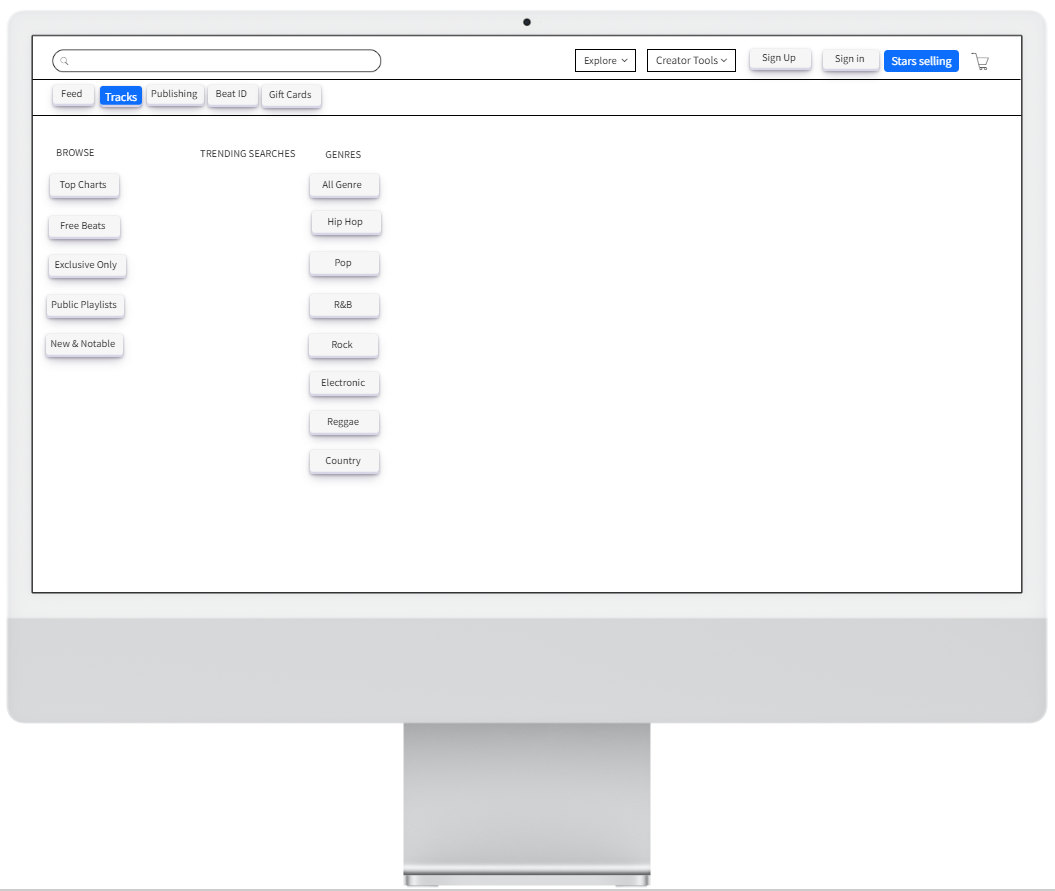 Explore
Creator Tools
Sign Up
Sign in
Stars selling
Feed
Tracks
Publishing
Beat ID
Gift Cards
BROWSE
Top Charts
Free Beats
Exclusive Only
Public Playlists
New & Notable
TRENDING SEARCHES
GENRES
All Genre
Hip Hop
Pop
R&B
Rock
Electronic
Reggae
Country